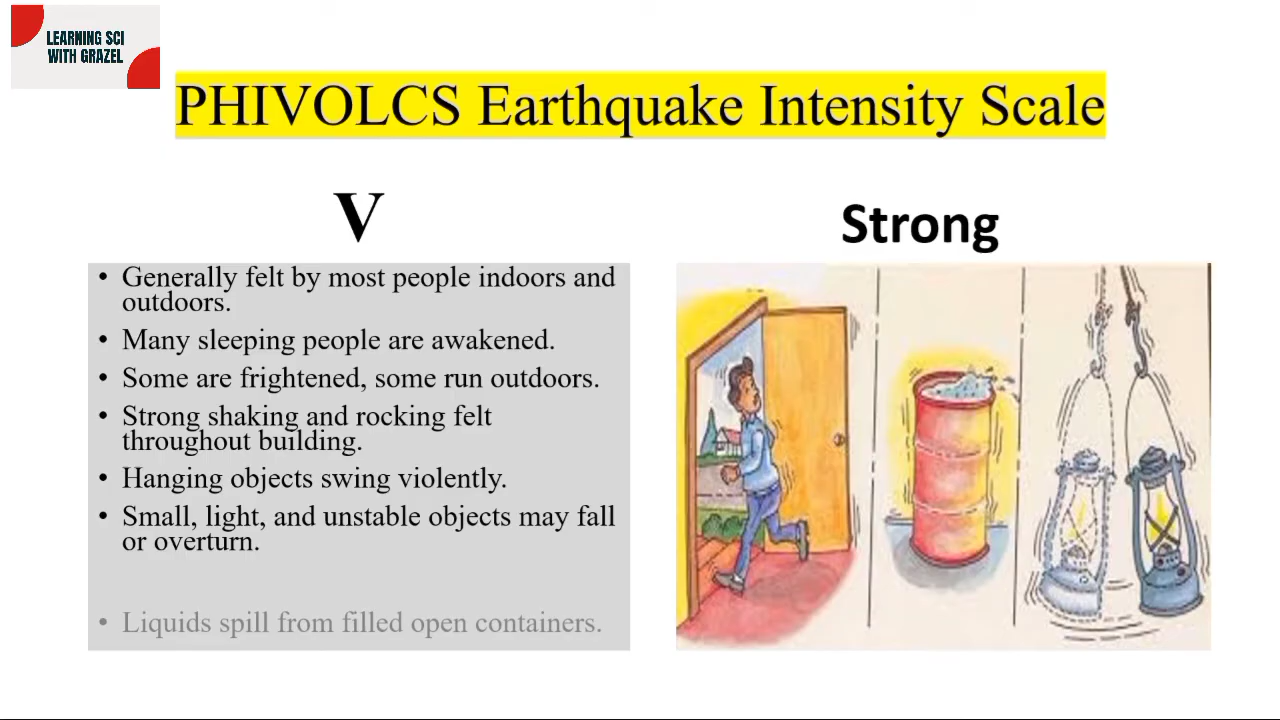 LEARNING SCI
WITH GRAZEL
PHIVOLCS Earthquake Intensity Scale
V
Strong
• Generally felt by most people indoors and
outdoors.
• Many sleeping people are awakened.
• Some are frightened, some run outdoors.
• Strong shaking and rocking felt
throughout building.
• Hanging objects swing violently.
• Small, light, and unstable objects may fall
or overturn.
• Liquids spill from filled open containers.